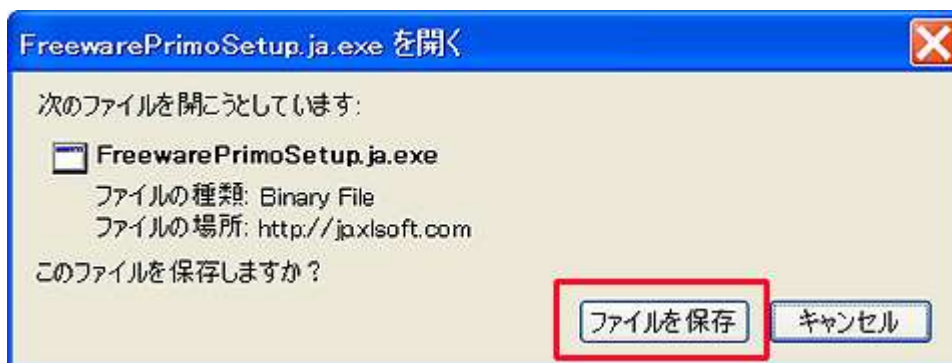 FreewarePrimoSetup.ja.exe を開く
次のファイルを開こうとしています:
FreewarePrimoSetup.ja.exe
ファイルの種類: Binary File
ファイルの場所: http://jp.xlsoft.com
このファイルを保存しますか？
ファイルを保存 キャンセル